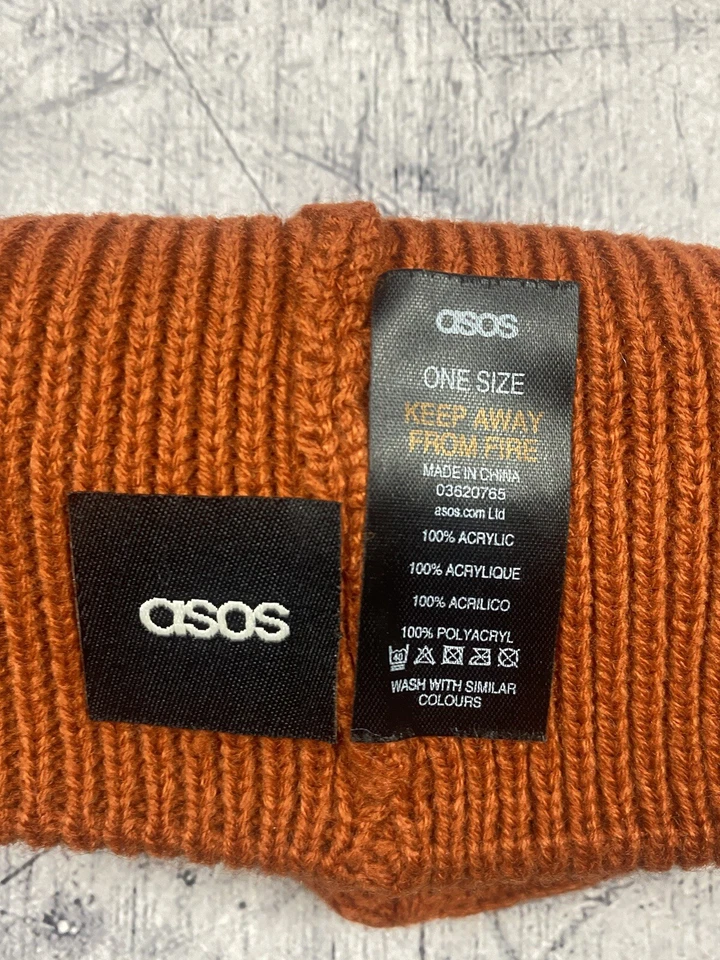 asos
asos
ONE SIZE
KEEP AWAY
FROM FIRE
MADE IN CHINA
03620765
asos.com Ltd
100% ACRYLIC
100% ACRYLIQUE
100% ACRILICO
100% POLYACRYL
40
WASH WITH SIMILAR
COLOURS